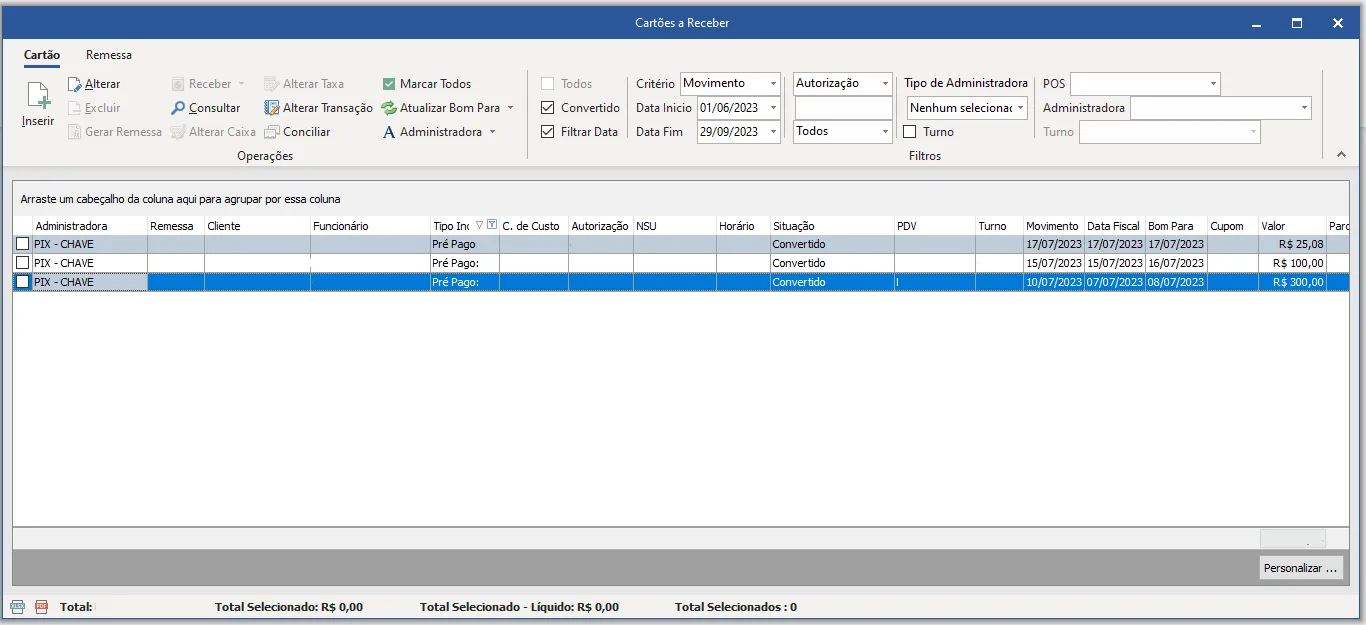 Cartões a Receber
Cartão Remessa
Inserir
Alterar Receber Alterar Taxa Marcar Todos
Excluir Consultar Alterar Transação Atualizar Bom Para
Gerar Remessa Alterar Caixa Conciliar A Administradora
Operações
Todos Critério Movimento Autorização Tipo de Administradora POS
Convertido Data Inicio 01/06/2023 Nenhum selecionac Administradora
Filtrar Data Data Fim 29/09/2023 Todos Turno Turno
Filtros
Arraste um cabeçalho da coluna aqui para agrupar por essa coluna
Administradora Remessa Cliente Funcionário Tipo Inc C. de Custo Autorização NSU Horário Situação PDV Turno Movimento Data Fiscal Bom Para Cupom Valor Parc
PIX - CHAVE Pré Pago Convertido 17/07/2023 17/07/2023 17/07/2023 R$ 25,08
PIX - CHAVE Pré Pago: Convertido 15/07/2023 15/07/2023 16/07/2023 R$ 100,00
PIX - CHAVE Pré Pago: Convertido 10/07/2023 07/07/2023 08/07/2023 R$ 300,00
Personalizar ...
XLSX PDF Total: Total Selecionado: R$ 0,00 Total Selecionado - Líquido: R$ 0,00 Total Selecionados : 0